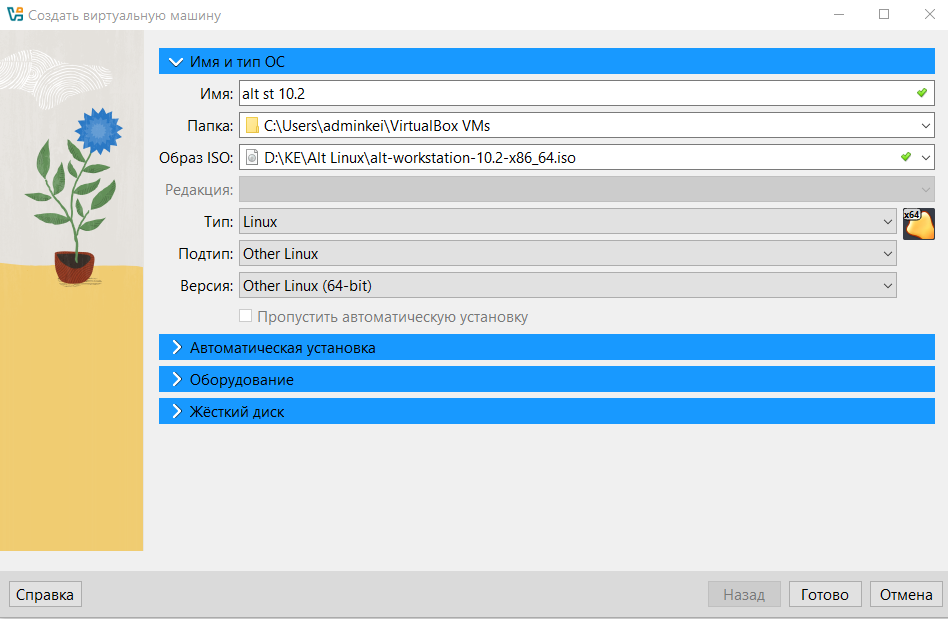 Создать виртуальную машину
Имя и тип ОС
Имя: alt st 10.2
Папка: C:\Users\adminkei\VirtualBox VMs
Образ ISO: D:\KE\Alt Linux\alt-workstation-10.2-x86_64.iso
Редакция:
Тип: Linux
x64
Подтип: Other Linux
Версия: Other Linux (64-bit)
Пропустить автоматическую установку
Автоматическая установка
Оборудование
Жёсткий диск
Справка Назад Готово Отмена